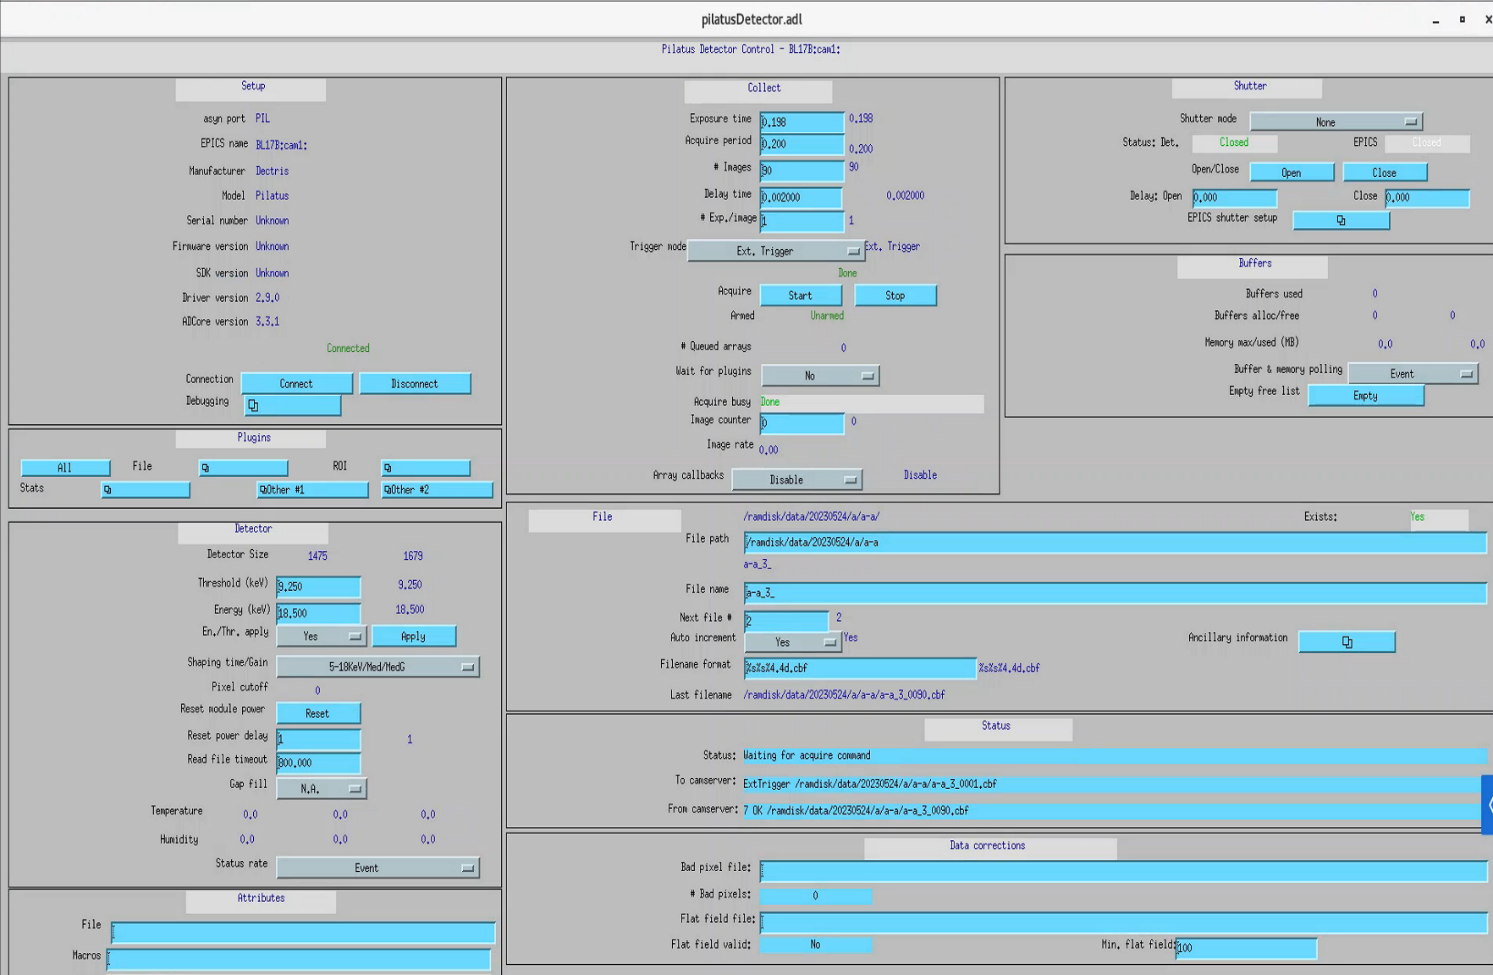 pilatusDetector.adl
Pilatus Detector Control - BL17B:cam1:
Setup
asyn port PIL
EPICS name BL17B:cam1:
Manufacturer Dectris
Model Pilatus
Serial number Unknown
Firmware version Unknown
SDK version Unknown
Driver version 2.9.0
ADCore version 3.3.1
Connected
Connection Connect Disconnect
Debugging
Plugins
All File ROI
Stats Other #1 Other #2
Detector
Detector Size 1475 1679
Threshold (keV) 9.250 9.250
Energy (keV) 18.500 18.500
En./Thr. apply Yes Apply
Shaping time/Gain 5-18KeV/Med/MedG
Pixel cutoff 0
Reset module power Reset
Reset power delay 1 1
Read file timeout 800.000
Gap fill N.A.
Temperature 0.0 0.0 0.0
Humidity 0.0 0.0 0.0
Status rate Event
Attributes
File
Macros
Collect
Exposure time 0.198 0.198
Acquire period 0.200 0.200
# Images 90 90
Delay time 0.002000 0.002000
# Exp./image 1 1
Trigger mode Ext. Trigger Ext. Trigger
Done
Acquire Start Stop
Armed Unarmed
# Queued arrays 0
Wait for plugins No
Acquire busy Done
Image counter 0 0
Image rate 0.00
Array callbacks Disable Disable
Shutter
Shutter mode None
Status: Det. Closed EPICS Closed
Open/Close Open Close
Delay: Open 0.000 Close 0.000
EPICS shutter setup
Buffers
Buffers used 0
Buffers alloc/free 0 0
Memory max/used (MB) 0.0 0.0
Buffer & memory polling Event
Empty free list Empty
File /ramdisk/data/20230524/a/a-a/ Exists: Yes
File path /ramdisk/data/20230524/a/a-a
a-a_3_
File name a-a_3_
Next file # 2 2
Auto increment Yes Yes Ancillary information
Filename format %s%s%4.4d.cbf %s%s%4.4d.cbf
Last filename /ramdisk/data/20230524/a/a-a/a-a_3_0090.cbf
Status
Status: Waiting for acquire command
To camserver: ExtTrigger /ramdisk/data/20230524/a/a-a/a-a_3_0001.cbf
From camserver: 7 OK /ramdisk/data/20230524/a/a-a/a-a_3_0090.cbf
Data corrections
Bad pixel file:
# Bad pixels: 0
Flat field file:
Flat field valid: No Min. flat field: 100